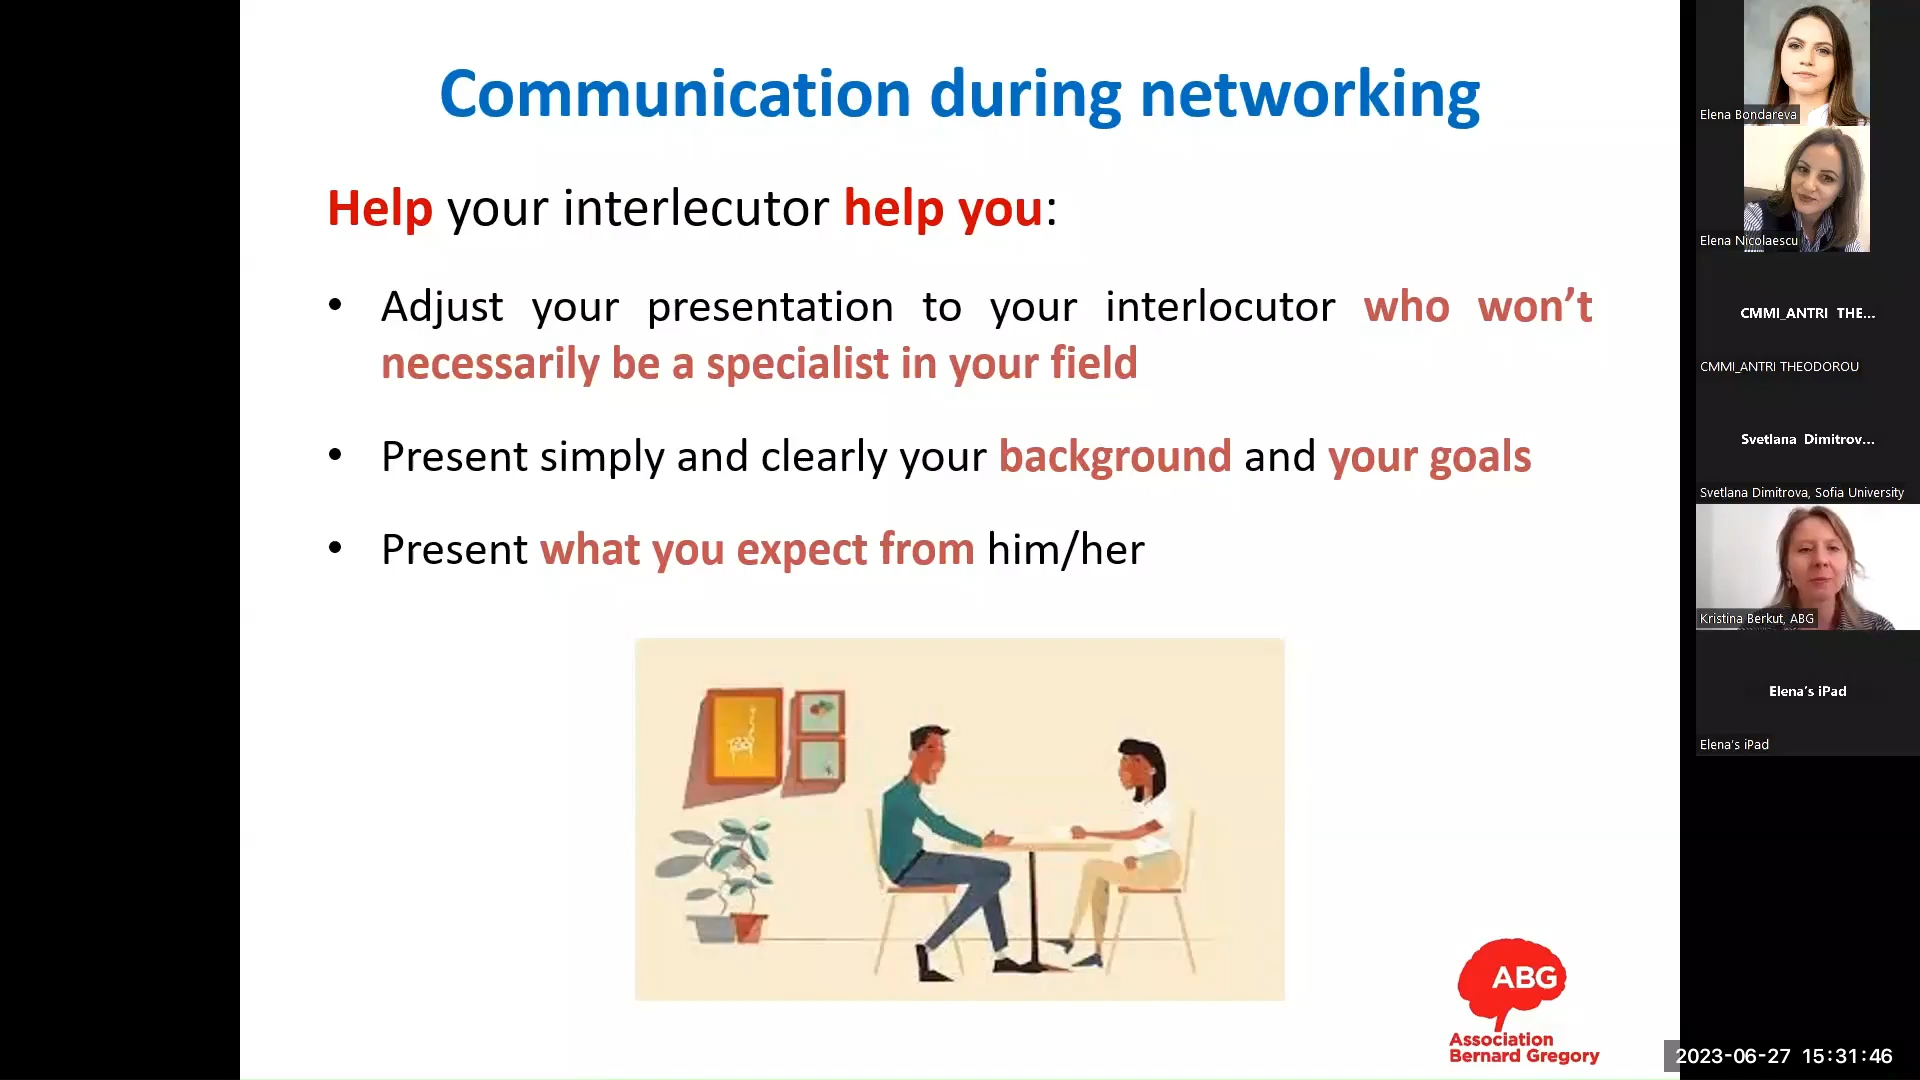 Communication during networking
Help your interlecutor help you:
• Adjust your presentation to your interlocutor who won’t
necessarily be a specialist in your field
• Present simply and clearly your background and your goals
• Present what you expect from him/her
ABG
Association
Bernard Gregory
Elena Bondareva
Elena Nicolaescu
CMMI_ANTRI THE...
CMMI_ANTRI THEODOROU
Svetlana Dimitrov...
Svetlana Dimitrova, Sofia University
Kristina Berkut, ABG
Elena's iPad
Elena's iPad
2023-06-27 15:31:46